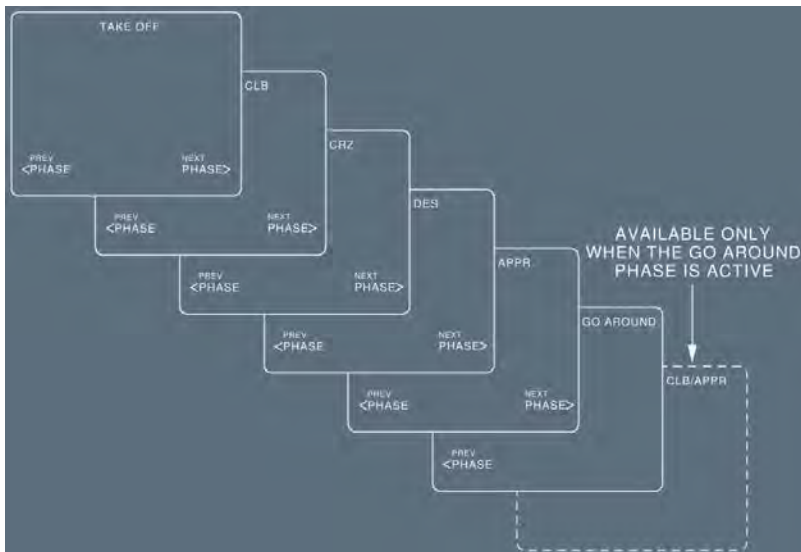 TAKE OFF
PREV
<PHASE
NEXT
PHASE>
CLB
PREV
<PHASE
NEXT
PHASE>
CRZ
PREV
<PHASE
NEXT
PHASE>
DES
PREV
<PHASE
NEXT
PHASE>
APPR
PREV
<PHASE
NEXT
PHASE>
GO AROUND
PREV
<PHASE
AVAILABLE ONLY
WHEN THE GO AROUND
PHASE IS ACTIVE
CLB/APPR